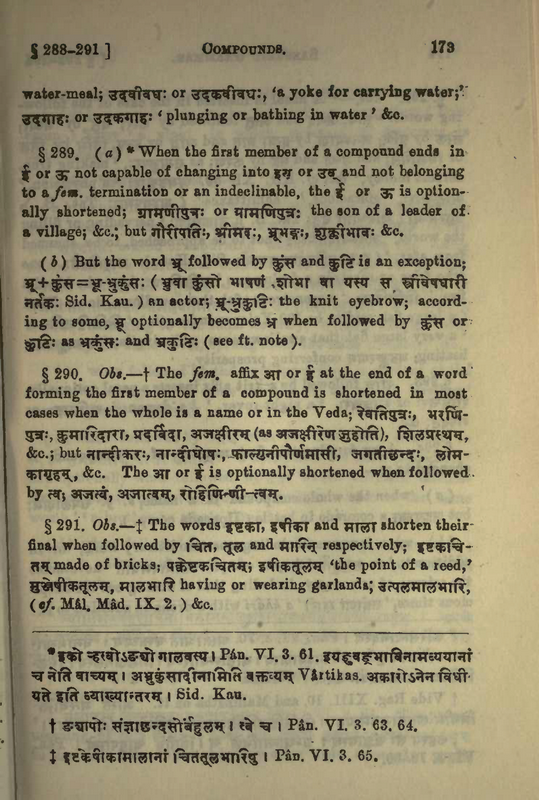 § 288-291 ] COMPOUNDS. 173
water-meal; उदवीवधः or उदकवीवधः, 'a yoke for carrying water;'
उदगाहः or उदकगाहः ' plunging or bathing in water ' &c.
§ 289. (a) * When the first member of a compound ends in
ई or ऊ not capable of changing into इय् or उव् and not belonging
to a fem. termination or an indeclinable, the ई or ऊ is option-
ally shortened; ग्रामणीपुत्रः or ग्रामणिपुत्रः the son of a leader of
a village; &c.; but गौरीपतिः, श्रीमदः, भ्रूभङ्गः, शुक्लीभावः &c.
(b) But the word भ्रू followed by कुंस and कुटि is an exception;
भ्रू+कुंस=भ्रू-भ्रुकुंसः ( भ्रुवा कुंसो भाषणं शोभा वा यस्य स स्त्रीवेषधारी
नर्तकः Sid. Kau. ) an actor; भ्रू-भ्रुकुटिः the knit eyebrow; accord-
ing to some, भ्रू optionally becomes भ्र when followed by कुंस or
कुटिः as भ्रकुंसः and भ्रकुटिः ( see ft. note ).
§ 290. Obs.—† The fem. affix आ or ई at the end of a word
forming the first member of a compound is shortened in most
cases when the whole is a name or in the Veda; रेवतिपुत्रः, भरणि-
पुत्रः, कुमारिदारा, प्रदर्विदा, अजक्षीरम् (as अजक्षीरेण जुहोति), शिलप्रस्थम्,
&c.; but नान्दीकरः, नान्दीघोषः, फाल्गुनीपौर्णमासी, जगतीछन्दः, लोम-
कागृहम्, &c. The आ or ई is optionally shortened when followed
by त्व; अजत्वं, अजात्वम्, रोहिणि-णी-त्वम्.
§ 291. Obs.—‡ The words इष्टका, इषीका and माला shorten their
final when followed by चित, तूल and भारिन् respectively; इष्टकचि-
तम् made of bricks; पक्वेष्टकचितम्; इषीकतूलम् 'the point of a reed,'
मुञ्जेषीकतूलम्, मालभारि having or wearing garlands; उत्पलमालभारि,
( cf. Mál. Mâd. IX. 2. ) &c.
* इको ह्रस्वोऽङ्यो गालवस्य । Pán. VI. 3. 61. इयङुवङ्भाविनामव्ययानां
च नेति वाच्यम् । अभ्रुकुंसादीनामिति वक्तव्यम् Vârtikas. अकारोऽनेन विधी
यते इति व्याख्यान्तरम् । Sid. Kau.
† ङ्यापोः संज्ञाछन्दसोर्बहुलम् । त्वे च । Pân. VI. 3. 63. 64.
‡ इष्टकेषीकामालानां चिततूलभारिषु । Pân. VI. 3. 65.